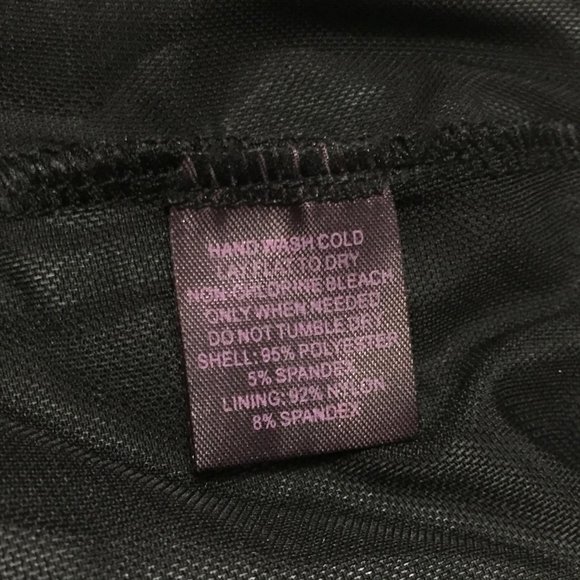 HAND WASH COLD
LAY FLAT TO DRY
NON-CHLORINE BLEACH
ONLY WHEN NEEDED
DO NOT TUMBLE DRY
SHELL: 95% POLYESTER
5% SPANDEX
LINING: 92% NYLON
8% SPANDEX